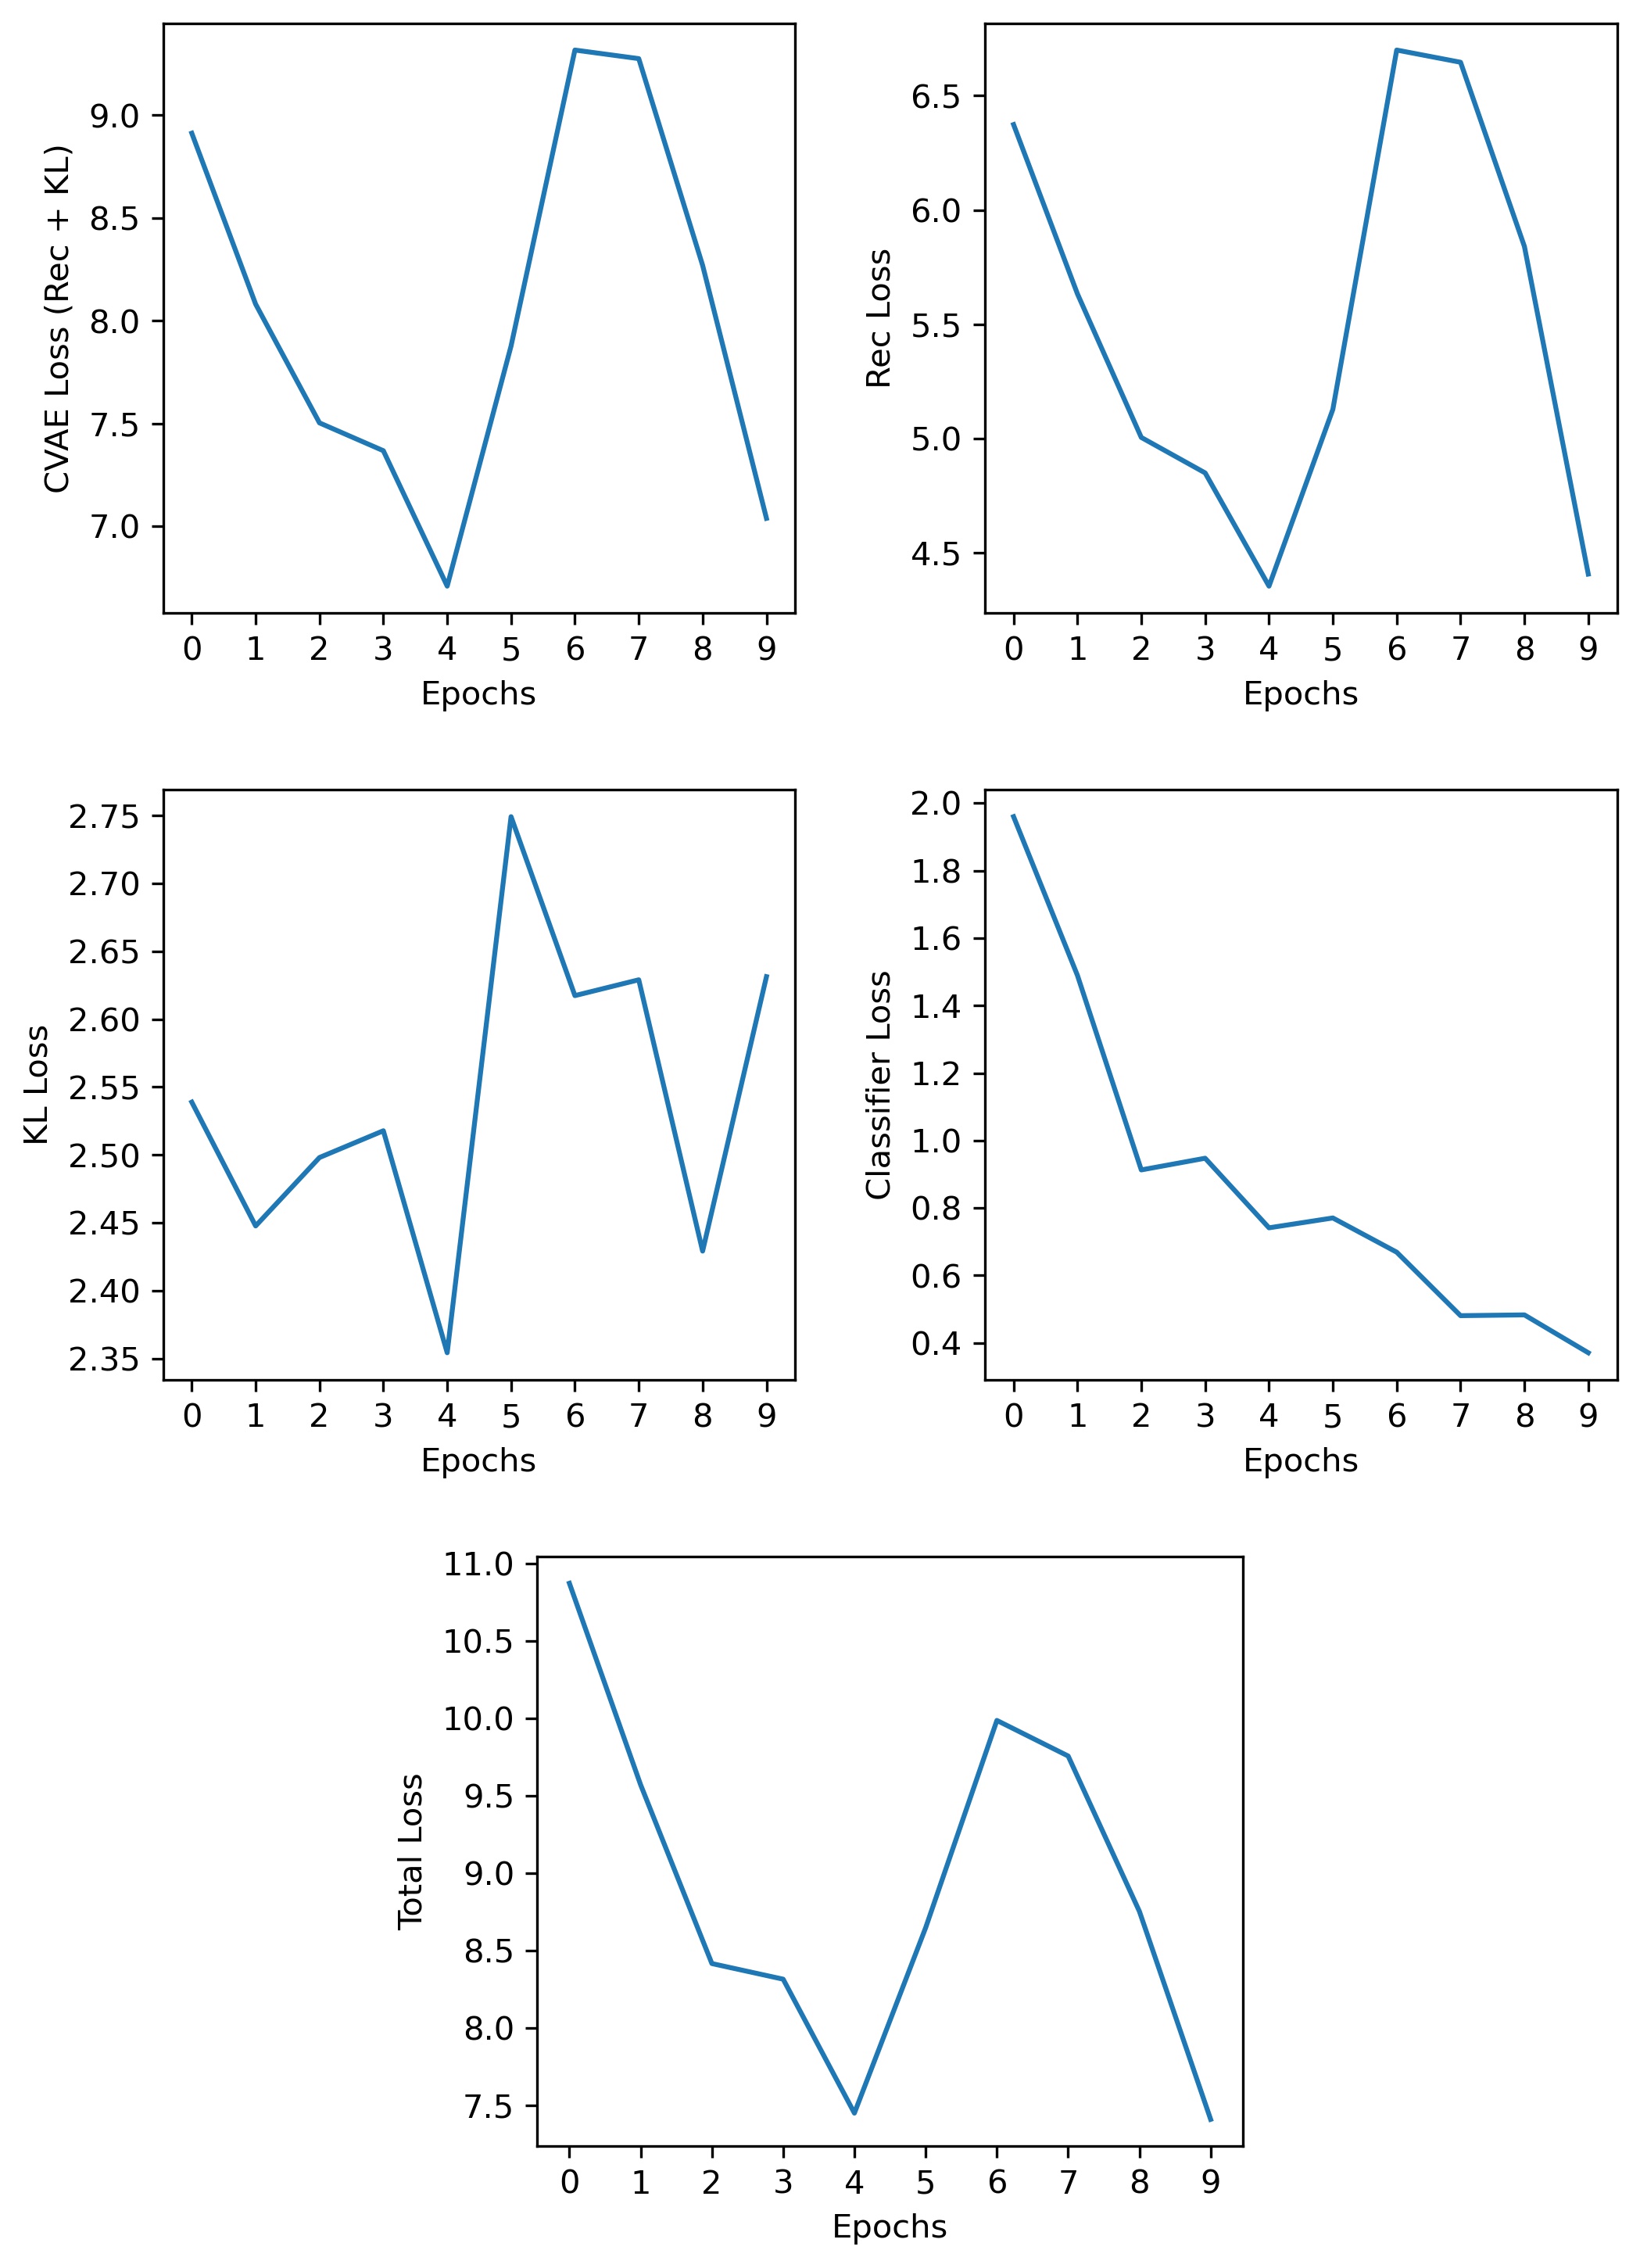 CVAE Loss (Rec + KL)
9.0
8.5
8.0
7.5
7.0
0 1 2 3 4 5 6 7 8 9
Epochs
Rec Loss
6.5
6.0
5.5
5.0
4.5
0 1 2 3 4 5 6 7 8 9
Epochs
KL Loss
2.75
2.70
2.65
2.60
2.55
2.50
2.45
2.40
2.35
0 1 2 3 4 5 6 7 8 9
Epochs
Classifier Loss
2.0
1.8
1.6
1.4
1.2
1.0
0.8
0.6
0.4
0 1 2 3 4 5 6 7 8 9
Epochs
Total Loss
11.0
10.5
10.0
9.5
9.0
8.5
8.0
7.5
0 1 2 3 4 5 6 7 8 9
Epochs